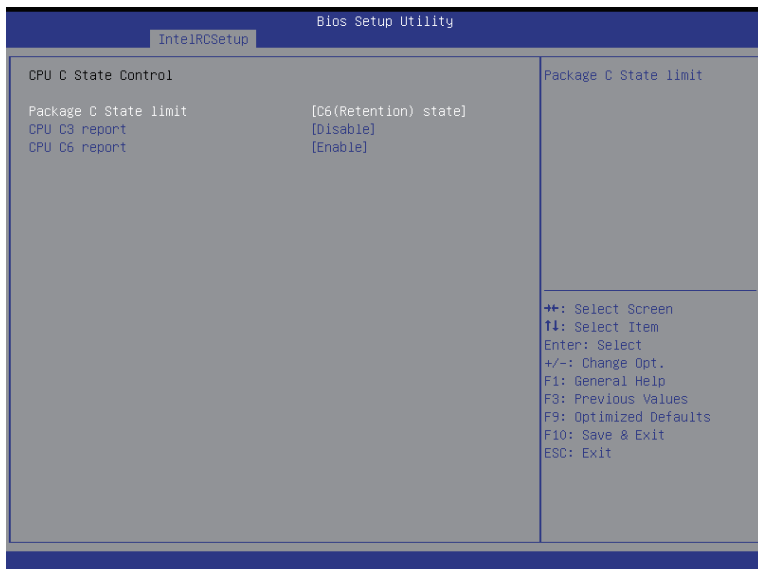 Bios Setup Utility
IntelRCSetup
CPU C State Control
Package C State limit [C6(Retention) state]
CPU C3 report [Disable]
CPU C6 report [Enable]
Package C State limit
→←: Select Screen
↑↓: Select Item
Enter: Select
+/-: Change Opt.
F1: General Help
F3: Previous Values
F9: Optimized Defaults
F10: Save & Exit
ESC: Exit